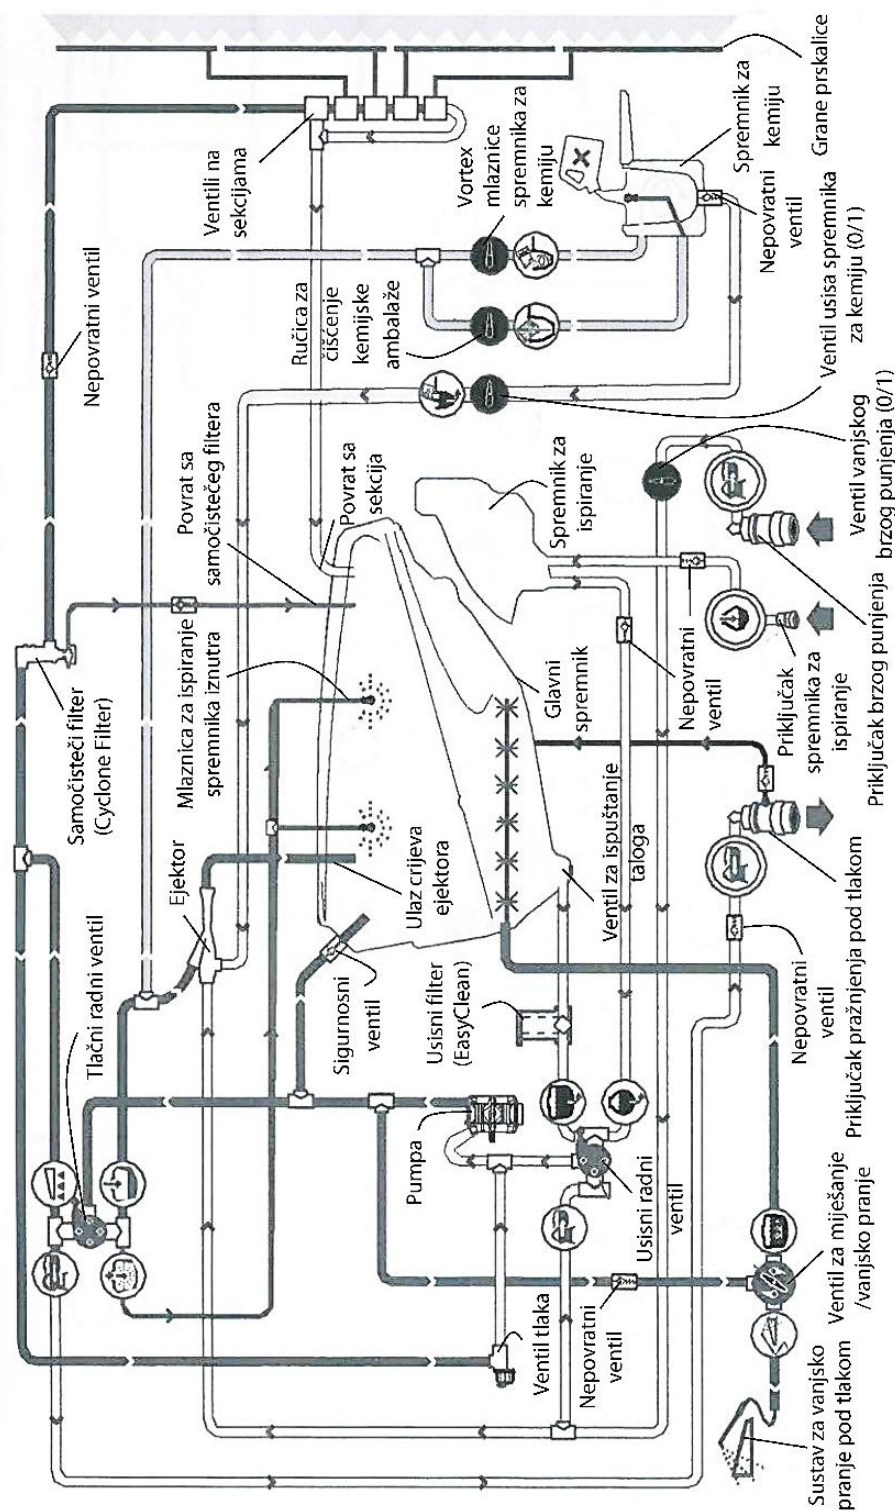 Samočisteći filter
(Cyclone Filter)
Nepovratni ventil
Ventili na
sekcijama
Tlačni radni ventil
Ejektor
Mlaznica za ispiranje
spremnika iznutra
Povrat sa
samočistećeg filtera
Povrat sa
sekcija
Ručica za
čišćenje
kemijske
ambalaže
Vortex
mlaznice
spremnika za
kemiju
Grane prskalice
Spremnik za
kemiju
Nepovratni
ventil
Ventil usisa spremnika
za kemiju (0/1)
Ulaz crijeva
ejektora
Sigurnosni
ventil
Usisni filter
(EasyClean)
Pumpa
Glavni
spremnik
Spremnik za
ispiranje
Ventil za ispuštanje
taloga
Nepovratni
ventil
Ventil vanjskog
brzog punjenja (0/1)
Priključak brzog punjenja
Priključak
spremnika za
ispiranje
Priključak pražnjenja pod tlakom
Nepovratni
ventil
Usisni radni
ventil
Ventil tlaka
Nepovratni
ventil
Ventil za miješanje
/vanjsko pranje
Sustav za vanjsko
pranje pod tlakom